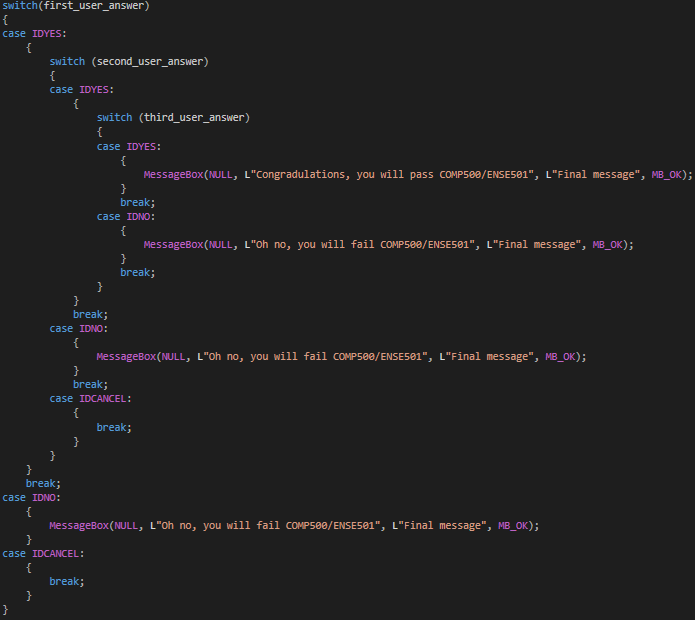 switch(first_user_answer)
{
case IDYES:
    {
        switch (second_user_answer)
        {
        case IDYES:
            {
                switch (third_user_answer)
                {
                case IDYES:
                    {
                        MessageBox(NULL, L"Congradulations, you will pass COMP500/ENSE501", L"Final message", MB_OK);
                    }
                    break;
                case IDNO:
                    {
                        MessageBox(NULL, L"Oh no, you will fail COMP500/ENSE501", L"Final message", MB_OK);
                    }
                    break;
                }
            }
            break;
        case IDNO:
            {
                MessageBox(NULL, L"Oh no, you will fail COMP500/ENSE501", L"Final message", MB_OK);
            }
            break;
        case IDCANCEL:
            {
                break;
            }
        }
    }
    break;
case IDNO:
    {
        MessageBox(NULL, L"Oh no, you will fail COMP500/ENSE501", L"Final message", MB_OK);
    }
case IDCANCEL:
    {
        break;
    }
}